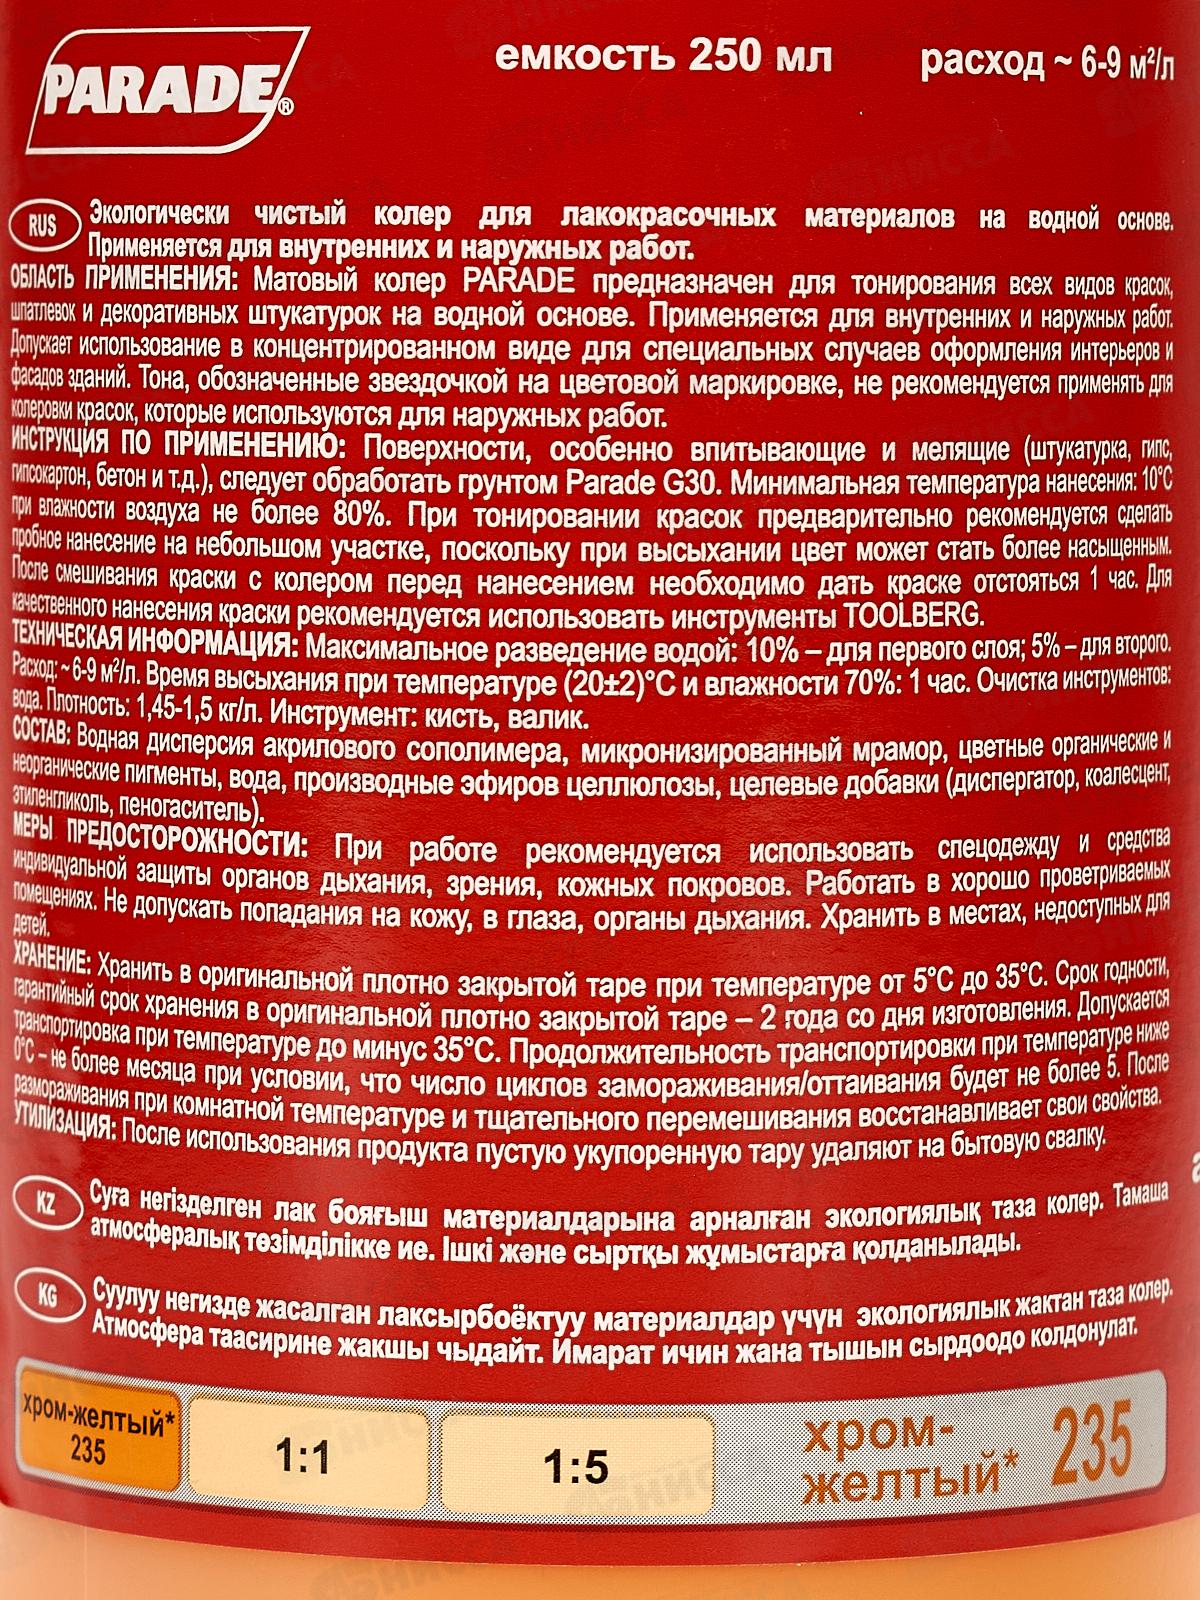 PARADE®
емкость 250 мл
расход ~ 6-9 м²/л
RUS
Экологически чистый колер для лакокрасочных материалов на водной основе.
Применяется для внутренних и наружных работ.
ОБЛАСТЬ ПРИМЕНЕНИЯ: Матовый колер PARADE предназначен для тонирования всех видов красок,
шпатлевок и декоративных штукатурок на водной основе. Применяется для внутренних и наружных работ.
Допускает использование в концентрированном виде для специальных случаев оформления интерьеров и
фасадов зданий. Тона, обозначенные звездочкой на цветовой маркировке, не рекомендуется применять для
колеровки красок, которые используются для наружных работ.
ИНСТРУКЦИЯ ПО ПРИМЕНЕНИЮ: Поверхности, особенно впитывающие и мелящие (штукатурка, гипс,
гипсокартон, бетон и т.д.), следует обработать грунтом Parade G30. Минимальная температура нанесения: 10°С
при влажности воздуха не более 80%. При тонировании красок предварительно рекомендуется сделать
пробное нанесение на небольшом участке, поскольку при высыхании цвет может стать более насыщенным.
После смешивания краски с колером перед нанесением необходимо дать краске отстояться 1 час. Для
качественного нанесения краски рекомендуется использовать инструменты TOOLBERG.
ТЕХНИЧЕСКАЯ ИНФОРМАЦИЯ: Максимальное разведение водой: 10% – для первого слоя; 5% – для второго.
Расход: ~ 6-9 м²/л. Время высыхания при температуре (20±2)°С и влажности 70%: 1 час. Очистка инструментов:
вода. Плотность: 1,45-1,5 кг/л. Инструмент: кисть, валик.
СОСТАВ: Водная дисперсия акрилового сополимера, микронизированный мрамор, цветные органические и
неорганические пигменты, вода, производные эфиров целлюлозы, целевые добавки (диспергатор, коалесцент,
этиленгликоль, пеногаситель).
МЕРЫ ПРЕДОСТОРОЖНОСТИ: При работе рекомендуется использовать спецодежду и средства
индивидуальной защиты органов дыхания, зрения, кожных покровов. Работать в хорошо проветриваемых
помещениях. Не допускать попадания на кожу, в глаза, органы дыхания. Хранить в местах, недоступных для
детей.
ХРАНЕНИЕ: Хранить в оригинальной плотно закрытой таре при температуре от 5°С до 35°С. Срок годности,
гарантийный срок хранения в оригинальной плотно закрытой таре – 2 года со дня изготовления. Допускается
транспортировка при температуре до минус 35°С. Продолжительность транспортировки при температуре ниже
0°С – не более месяца при условии, что число циклов замораживания/оттаивания будет не более 5. После
размораживания при комнатной температуре и тщательного перемешивания восстанавливает свои свойства.
УТИЛИЗАЦИЯ: После использования продукта пустую укупоренную тару удаляют на бытовую свалку.
KZ
Суға негізделген лак бояғыш материалдарына арналған экологиялық таза колер. Тамаша
атмосфералық төзімділікке ие. Ішкі және сыртқы жұмыстарға қолданылады.
KG
Суулуу негизде жасалган лаксырбоёктуу материалдар үчүн экологиялык жактан таза колер.
Атмосфера таасирине жакшы чыдайт. Имарат ичин жана тышын сырдоодо колдонулат.
хром-желтый*
235
1:1
1:5
хром-
желтый*
235